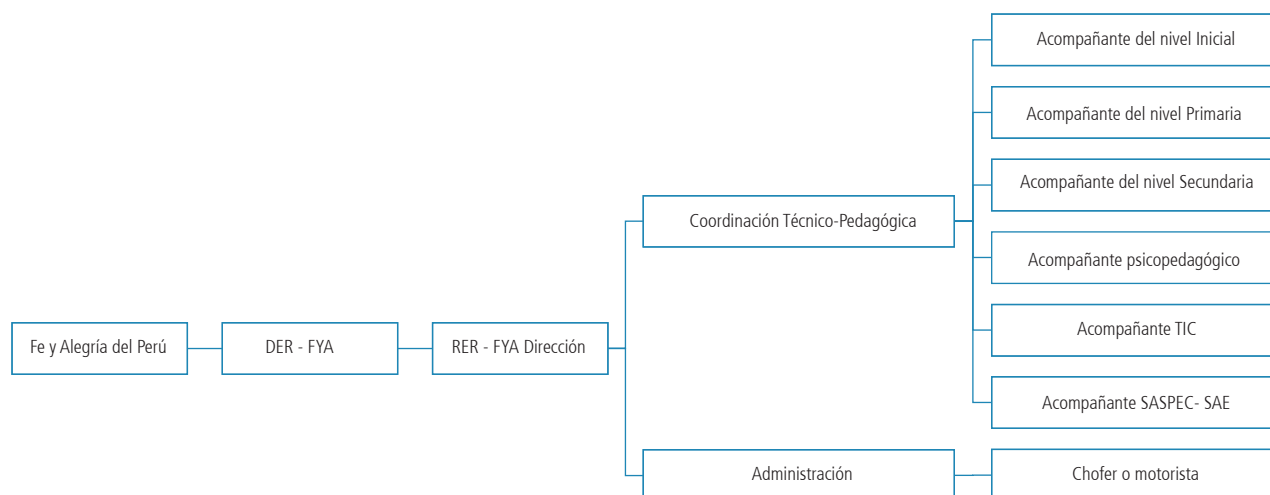 Fe y Alegría del Perú
DER - FYA
RER - FYA Dirección
Coordinación Técnico-Pedagógica
Acompañante del nivel Inicial
Acompañante del nivel Primaria
Acompañante del nivel Secundaria
Acompañante psicopedagógico
Acompañante TIC
Acompañante SASPEC- SAE
Administración
Chofer o motorista